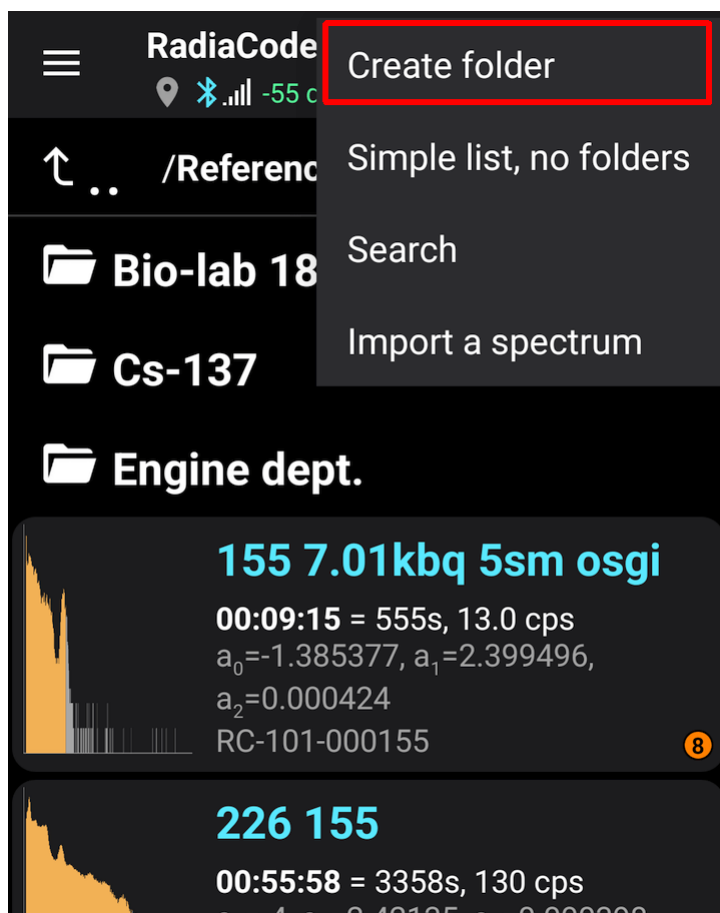 RadiaCode
-55 c
Create folder
Simple list, no folders
Search
Import a spectrum
.. /Referenc
Bio-lab 18
Cs-137
Engine dept.
155 7.01kbq 5sm osgi
00:09:15 = 555s, 13.0 cps
a₀=-1.385377, a₁=2.399496,
a₂=0.000424
RC-101-000155
8
226 155
00:55:58 = 3358s, 130 cps